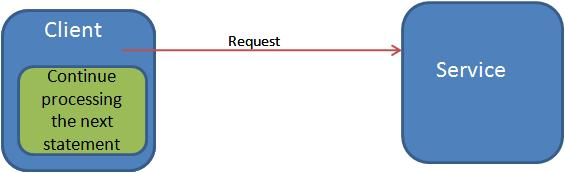 Client
Request
Service
Continue
processing
the next
statement